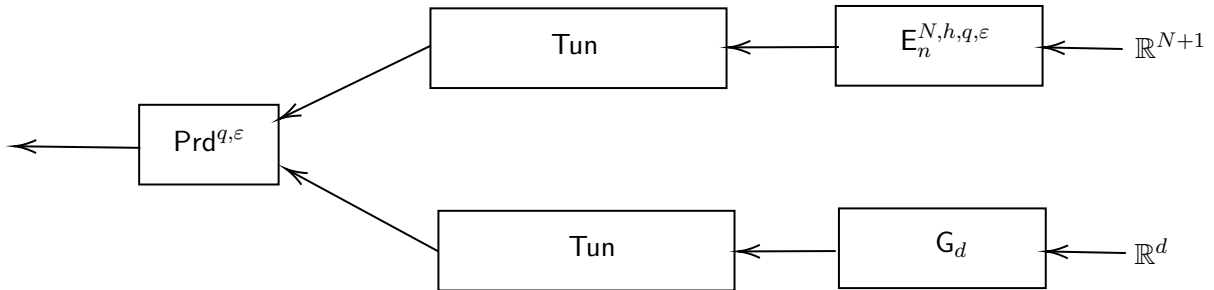 Tun
E_n^{N,h,q,ε}
ℝ^{N+1}
Prd^{q,ε}
Tun
G_d
ℝ^d